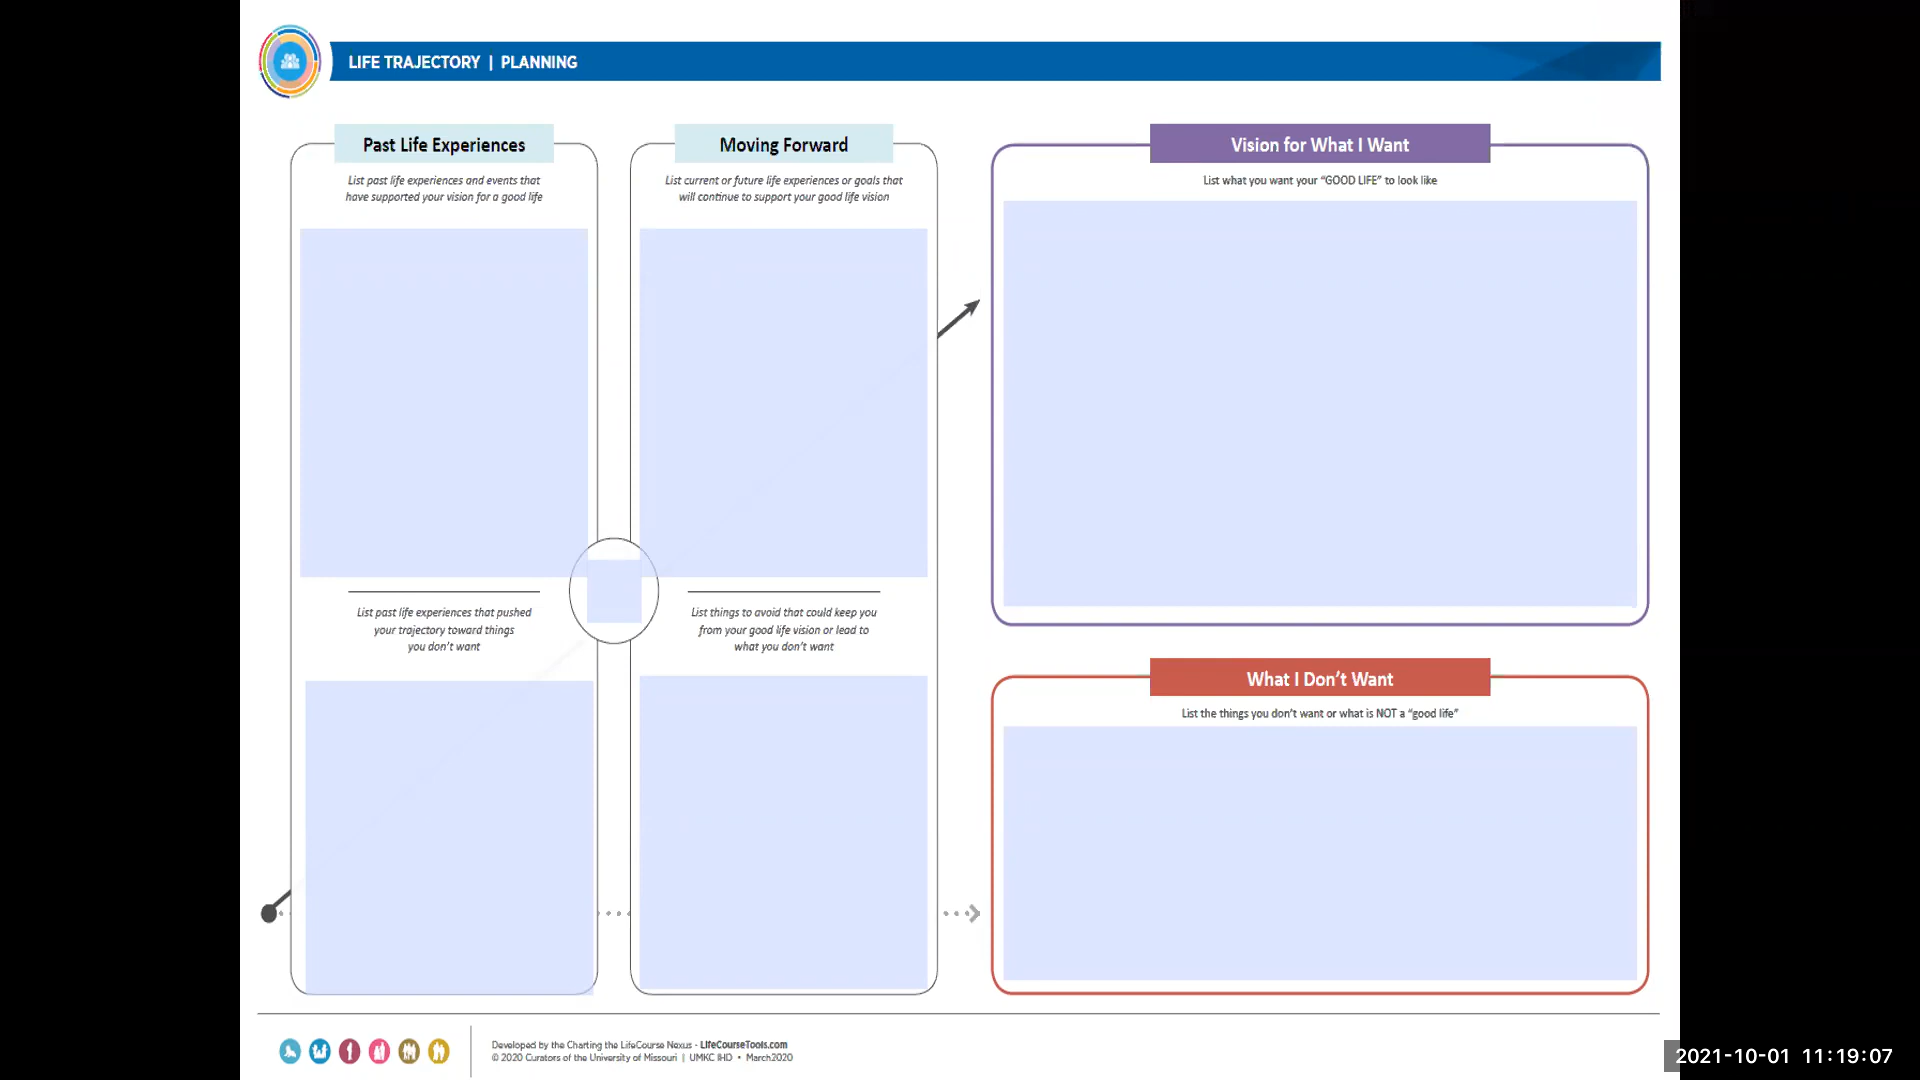 LIFE TRAJECTORY | PLANNING
Past Life Experiences
List past life experiences and events that
have supported your vision for a good life
List past life experiences that pushed
your trajectory toward things
you don't want
Moving Forward
List current or future life experiences or goals that
will continue to support your good life vision
List things to avoid that could keep you
from your good life vision or lead to
what you don't want
Vision for What I Want
List what you want your “GOOD LIFE” to look like
What I Don't Want
List the things you don't want or what is NOT a “good life”
Developed by the Charting the LifeCourse Nexus - LifeCourseTools.com
© 2020 Curators of the University of Missouri | UMKC IHD • March2020
2021-10-01 11:19:07